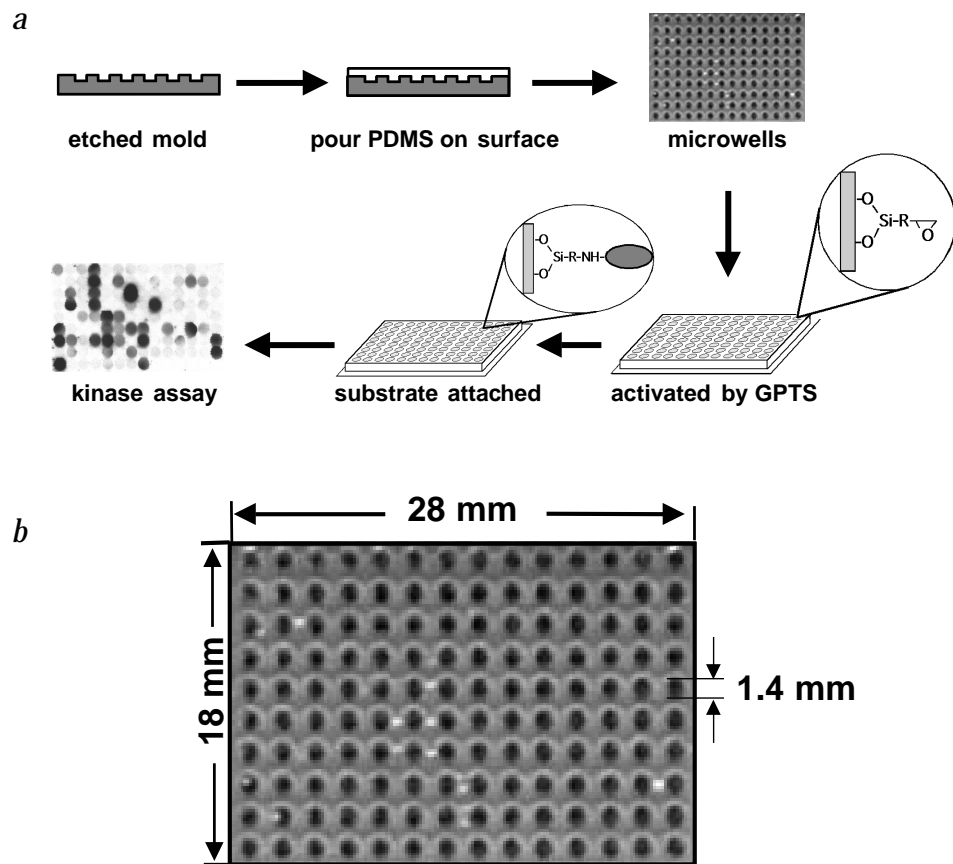 a
etched mold
pour PDMS on surface
microwells
O
Si-R
O
O
O
Si-R-NH
O
kinase assay
substrate attached
activated by GPTS
b
28 mm
18 mm
1.4 mm